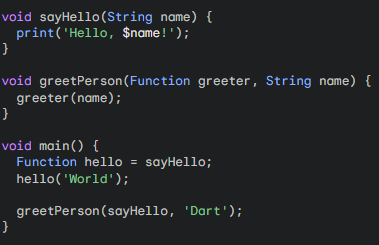 void sayHello(String name) {
  print('Hello, $name!');
}

void greetPerson(Function greeter, String name) {
  greeter(name);
}

void main() {
  Function hello = sayHello;
  hello('World');

  greetPerson(sayHello, 'Dart');
}